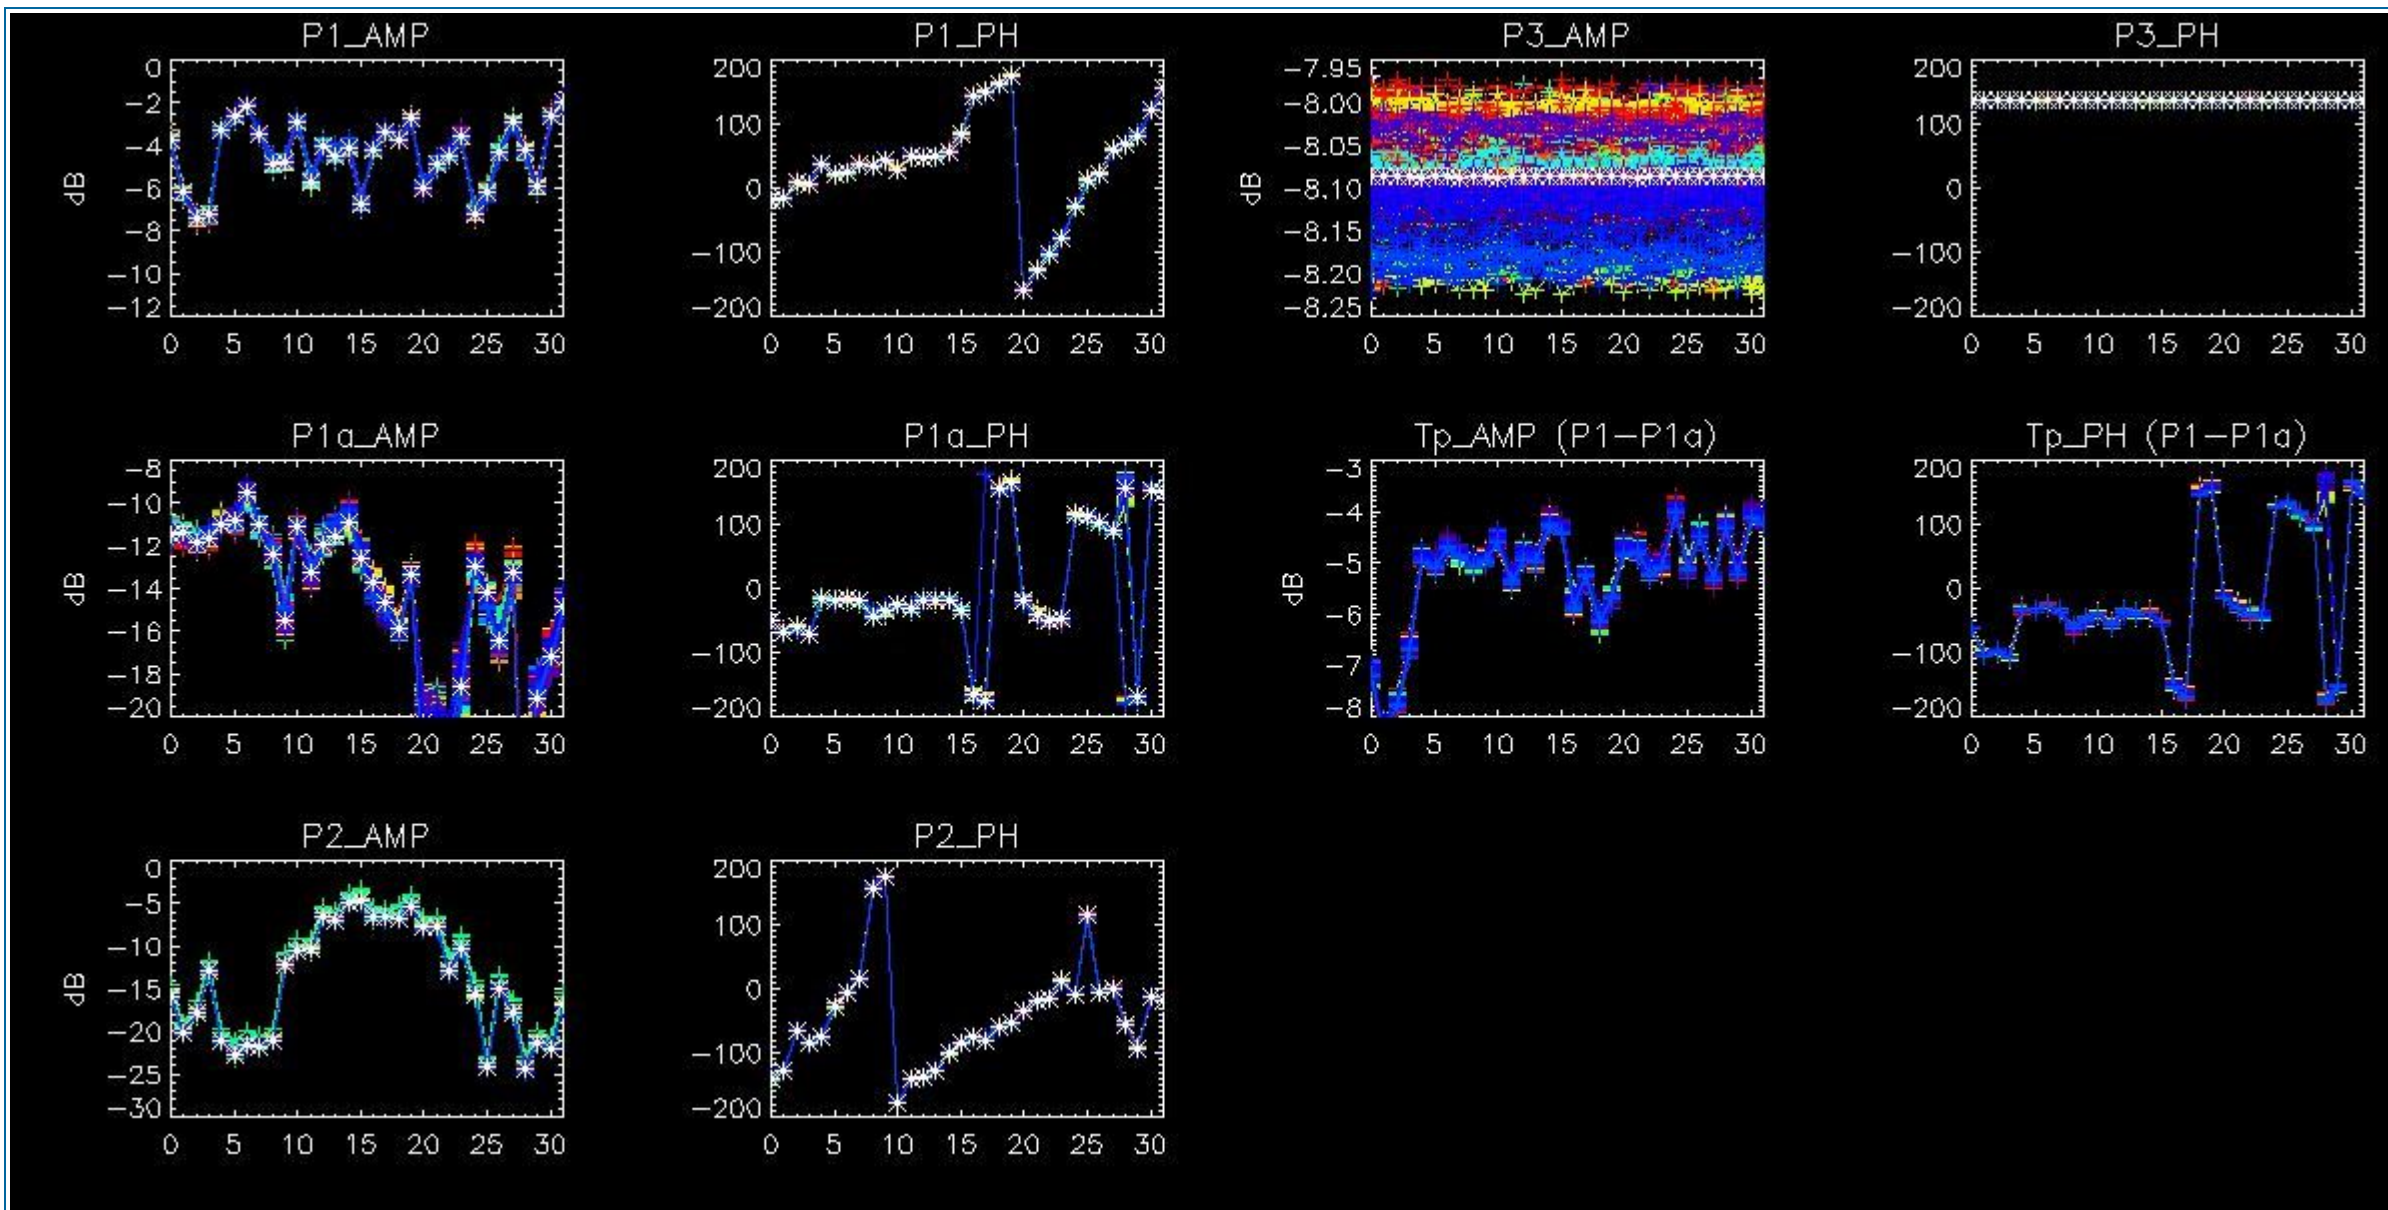 P1_AMP
dB
0
−2
−4
−6
−8
−10
−12
0 5 10 15 20 25 30
P1_PH
200
100
0
−100
−200
0 5 10 15 20 25 30
P3_AMP
dB
−7.95
−8.00
−8.05
−8.10
−8.15
−8.20
−8.25
0 5 10 15 20 25 30
P3_PH
200
100
0
−100
−200
0 5 10 15 20 25 30
P1a_AMP
dB
−8
−10
−12
−14
−16
−18
−20
0 5 10 15 20 25 30
P1a_PH
200
100
0
−100
−200
0 5 10 15 20 25 30
Tp_AMP (P1−P1a)
dB
−3
−4
−5
−6
−7
−8
0 5 10 15 20 25 30
Tp_PH (P1−P1a)
200
100
0
−100
−200
0 5 10 15 20 25 30
P2_AMP
dB
0
−5
−10
−15
−20
−25
−30
0 5 10 15 20 25 30
P2_PH
200
100
0
−100
−200
0 5 10 15 20 25 30